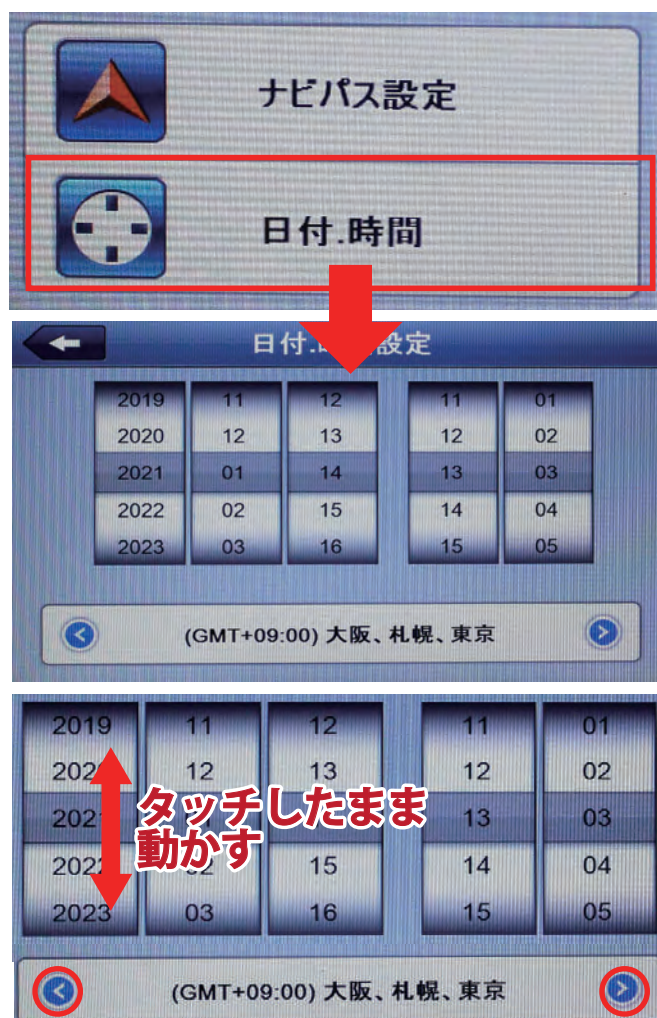 ナビパス設定
日付.時間
日付.設定
2019 11 12 11 01
2020 12 13 12 02
2021 01 14 13 03
2022 02 15 14 04
2023 03 16 15 05
(GMT+09:00) 大阪、札幌、東京
2019 11 12 11 01
202 12 13 12 02
タッチしたまま
動かす
202 13 03
202 15 14 04
2023 03 16 15 05
(GMT+09:00) 大阪、札幌、東京